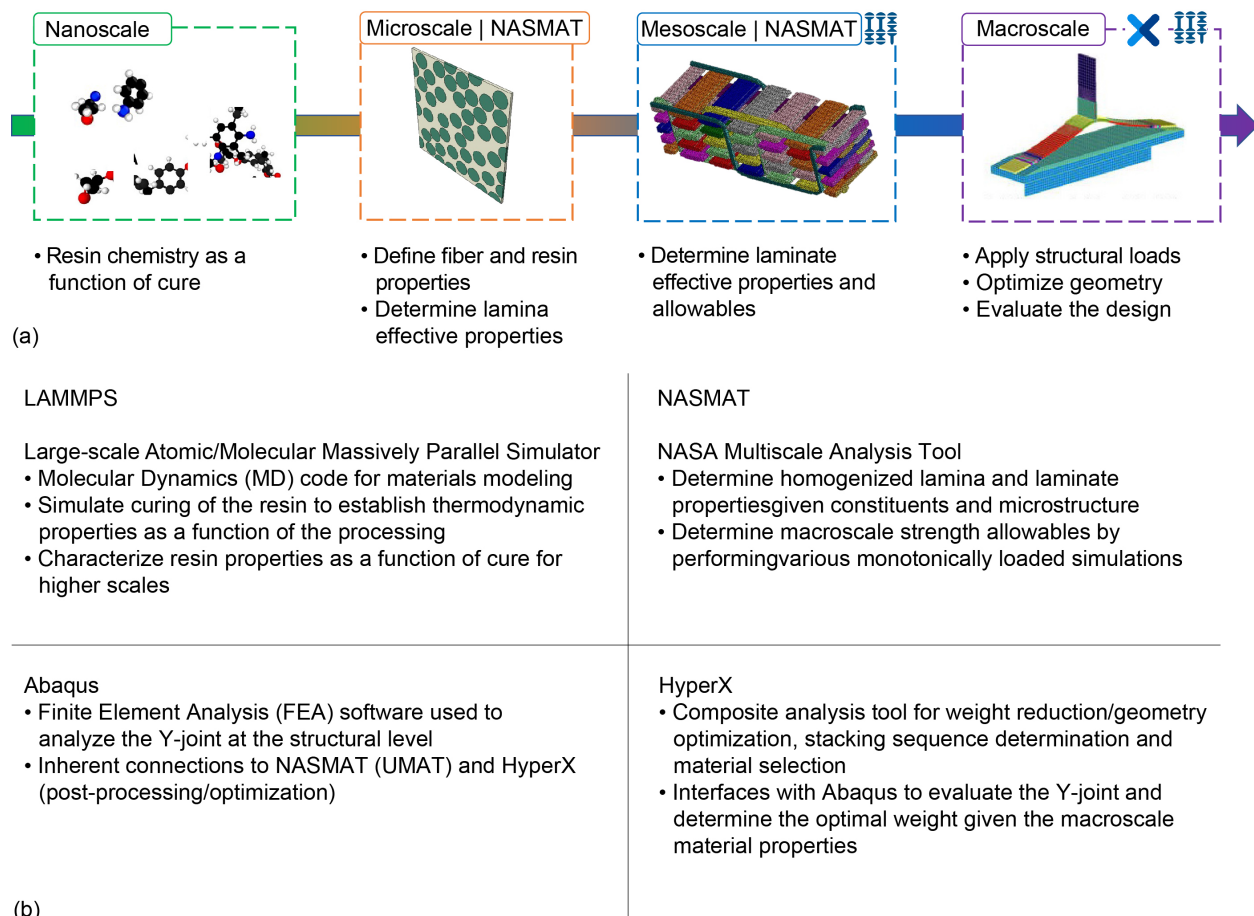 Nanoscale
Microscale | NASMAT
Mesoscale | NASMAT
Macroscale
• Resin chemistry as a
function of cure
• Define fiber and resin
properties
• Determine lamina
effective properties
• Determine laminate
effective properties and
allowables
• Apply structural loads
• Optimize geometry
• Evaluate the design
(a)
LAMMPS
Large-scale Atomic/Molecular Massively Parallel Simulator
• Molecular Dynamics (MD) code for materials modeling
• Simulate curing of the resin to establish thermodynamic
properties as a function of the processing
• Characterize resin properties as a function of cure for
higher scales
NASMAT
NASA Multiscale Analysis Tool
• Determine homogenized lamina and laminate
propertiesgiven constituents and microstructure
• Determine macroscale strength allowables by
performingvarious monotonically loaded simulations
Abaqus
• Finite Element Analysis (FEA) software used to
analyze the Y-joint at the structural level
• Inherent connections to NASMAT (UMAT) and HyperX
(post-processing/optimization)
HyperX
• Composite analysis tool for weight reduction/geometry
optimization, stacking sequence determination and
material selection
• Interfaces with Abaqus to evaluate the Y-joint and
determine the optimal weight given the macroscale
material properties
(b)